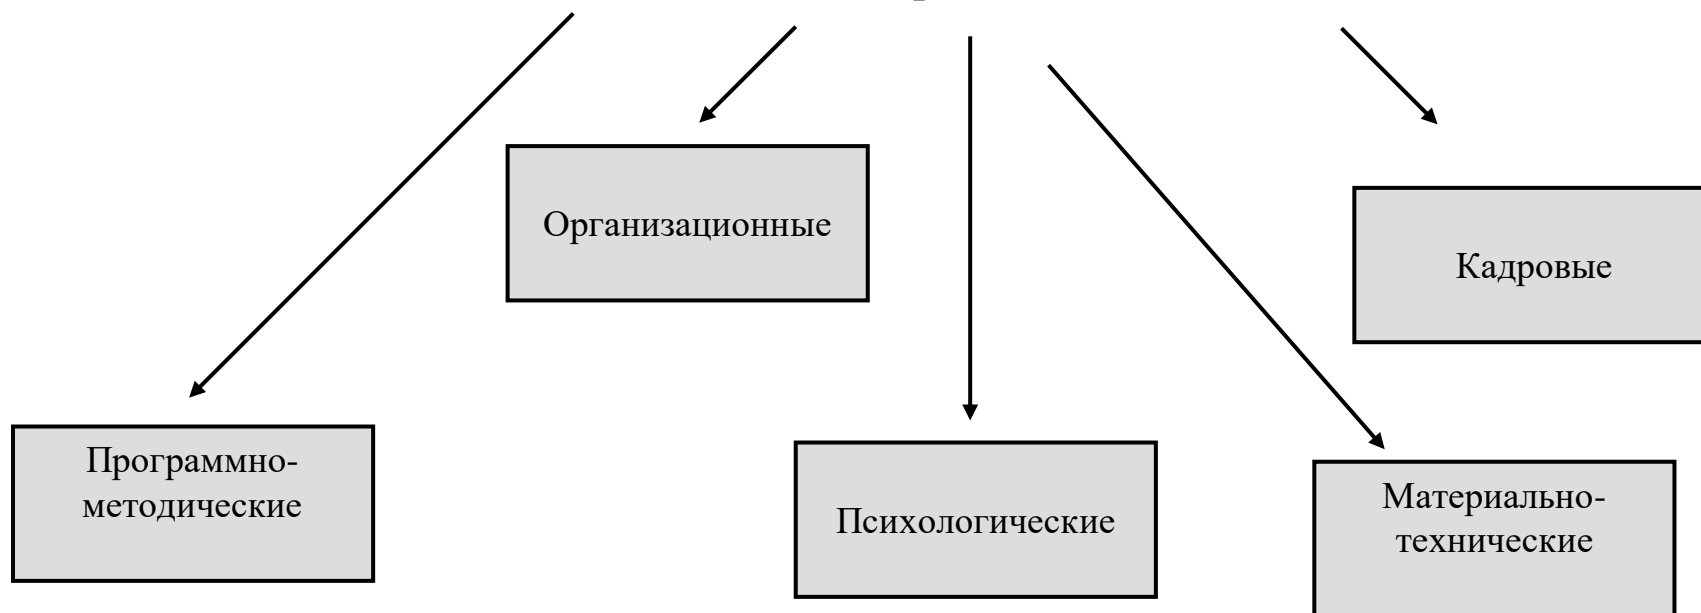 Организационные
Кадровые
Программно-
методические
Психологические
Материально-
технические